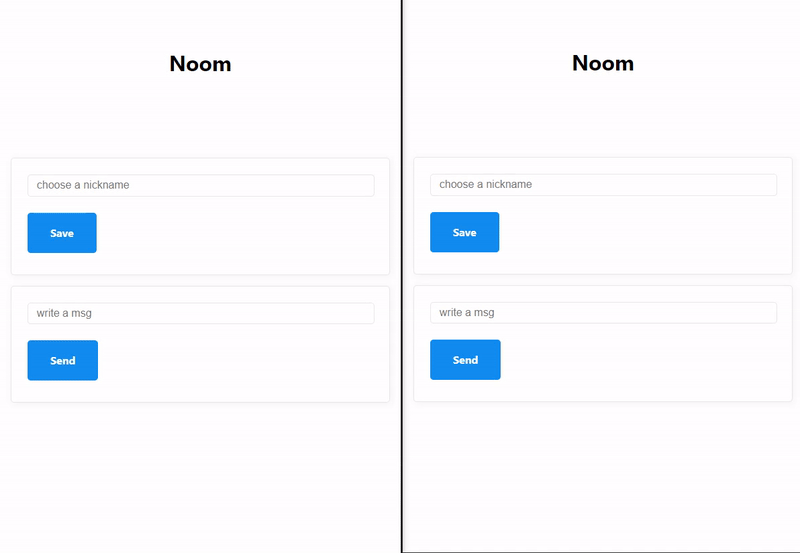 Noom
choose a nickname
Save
write a msg
Send
Noom
choose a nickname
Save
write a msg
Send